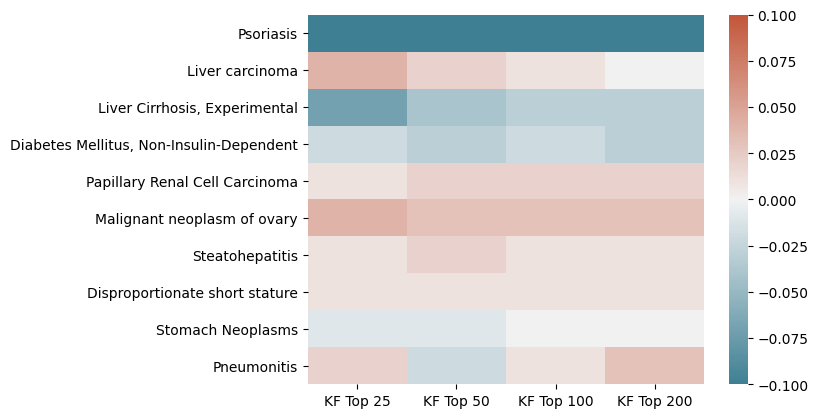 Psoriasis
Liver carcinoma
Liver Cirrhosis, Experimental
Diabetes Mellitus, Non-Insulin-Dependent
Papillary Renal Cell Carcinoma
Malignant neoplasm of ovary
Steatohepatitis
Disproportionate short stature
Stomach Neoplasms
Pneumonitis
KF Top 25
KF Top 50
KF Top 100
KF Top 200
0.100
0.075
0.050
0.025
0.000
−0.025
−0.050
−0.075
−0.100